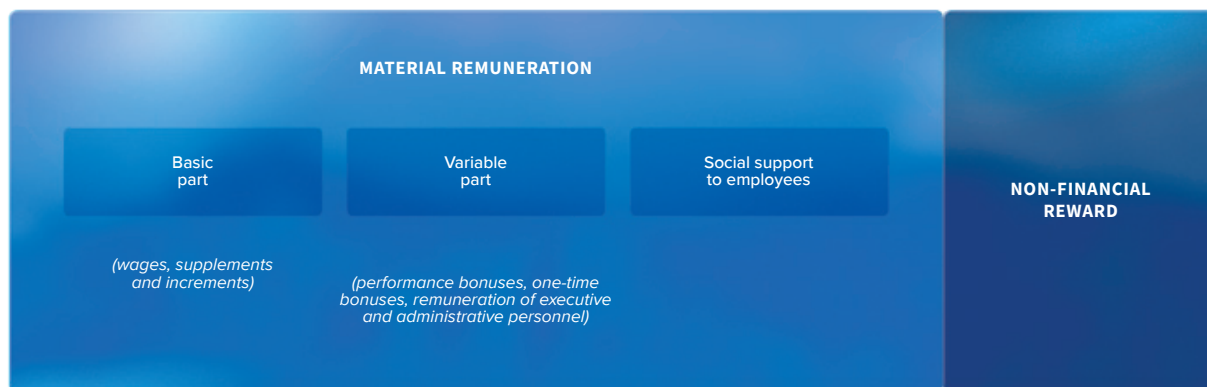 MATERIAL REMUNERATION
Basic
part
Variable
part
Social support
to employees
(wages, supplements
and increments)
(performance bonuses, one-time
bonuses, remuneration of executive
and administrative personnel)
NON-FINANCIAL
REWARD